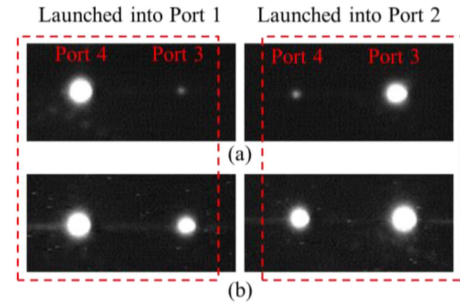 Launched into Port 1
Launched into Port 2
Port 4
Port 3
Port 4
Port 3
(a)
(b)